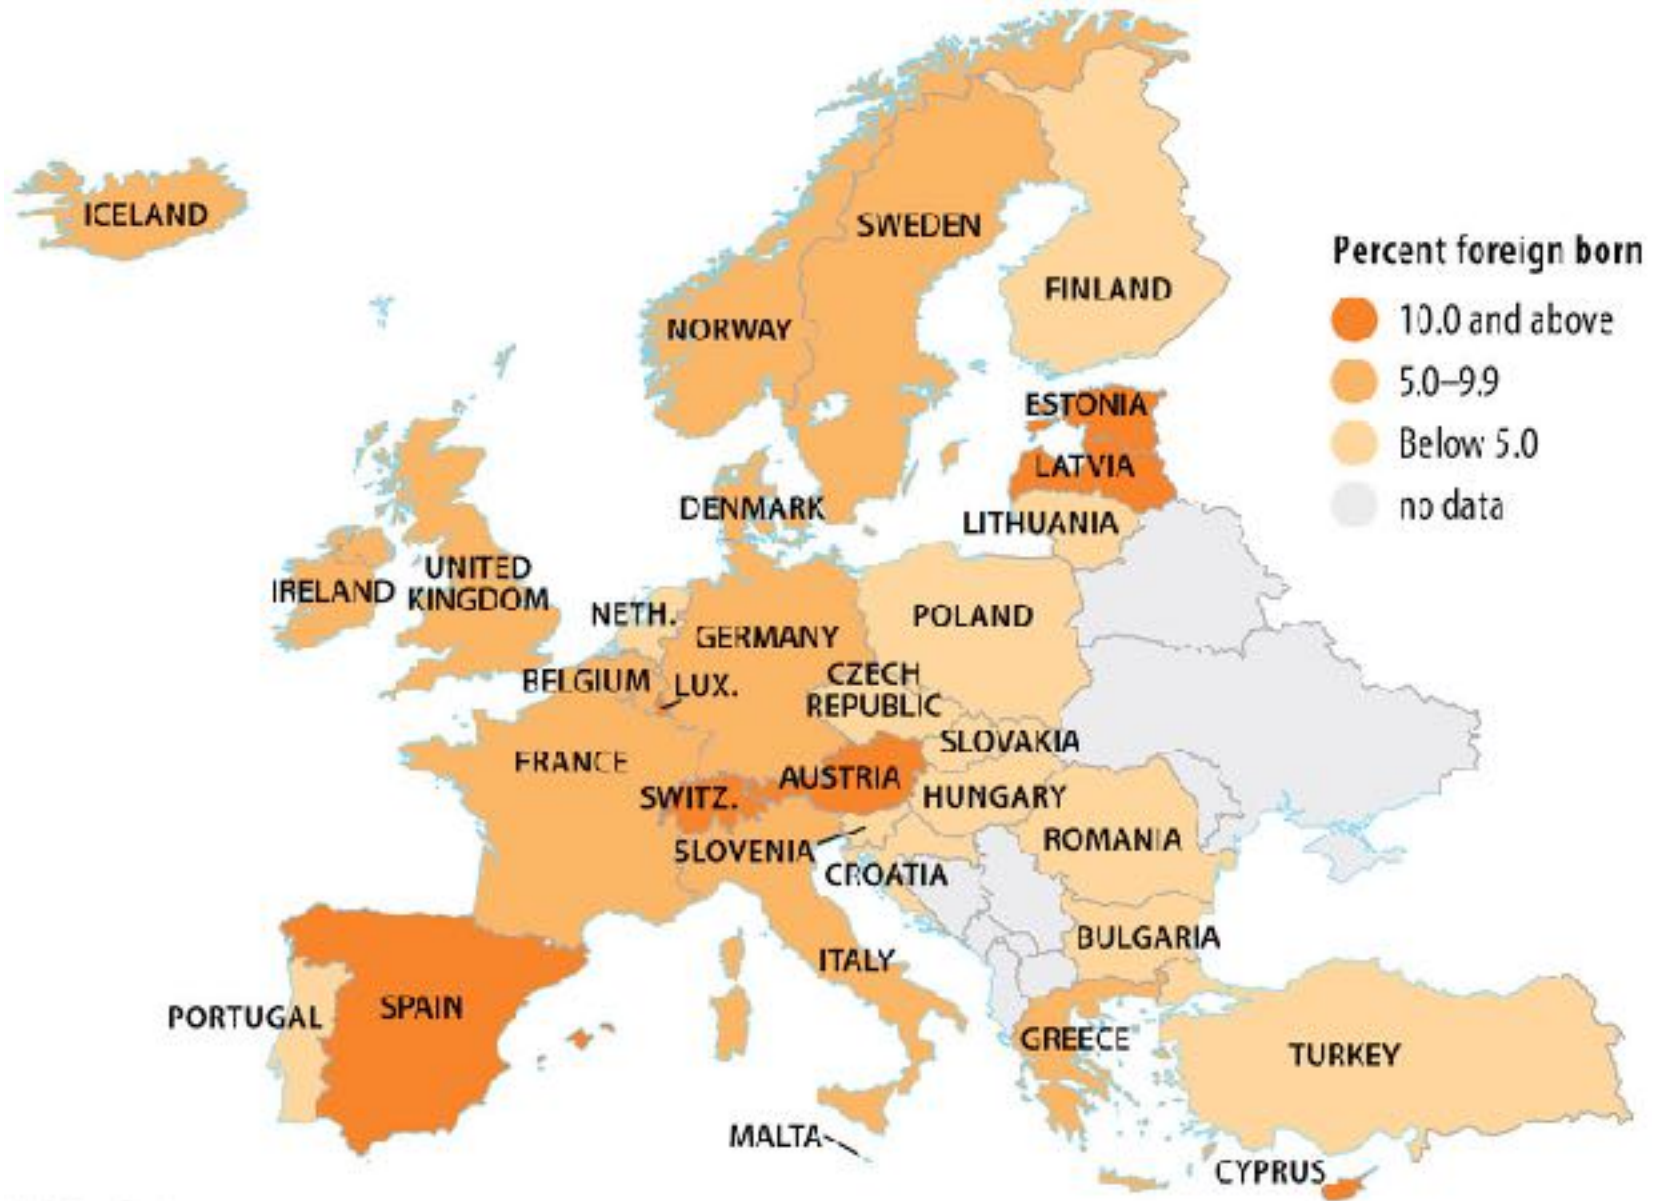 ICELAND
SWEDEN
FINLAND
NORWAY
Percent foreign born
10.0 and above
5.0–9.9
Below 5.0
no data
ESTONIA
LATVIA
LITHUANIA
DENMARK
IRELAND
UNITED
KINGDOM
NETH.
GERMANY
POLAND
BELGIUM
LUX.
CZECH
REPUBLIC
SLOVAKIA
FRANCE
SWITZ.
AUSTRIA
HUNGARY
ROMANIA
SLOVENIA
CROATIA
BULGARIA
ITALY
PORTUGAL
SPAIN
GREECE
TURKEY
MALTA
CYPRUS